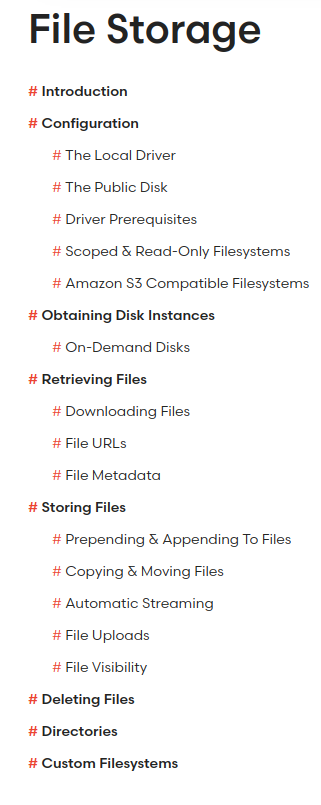 File Storage
# Introduction
# Configuration
# The Local Driver
# The Public Disk
# Driver Prerequisites
# Scoped & Read-Only Filesystems
# Amazon S3 Compatible Filesystems
# Obtaining Disk Instances
# On-Demand Disks
# Retrieving Files
# Downloading Files
# File URLs
# File Metadata
# Storing Files
# Prepending & Appending To Files
# Copying & Moving Files
# Automatic Streaming
# File Uploads
# File Visibility
# Deleting Files
# Directories
# Custom Filesystems